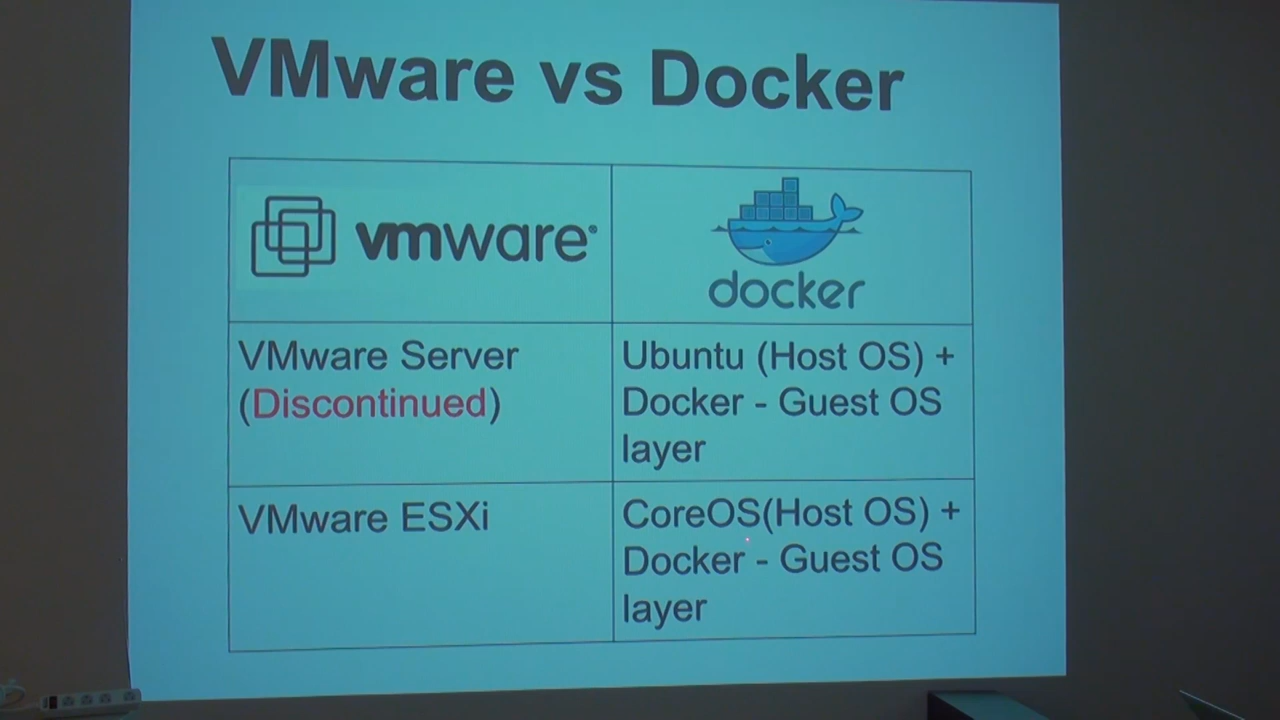 VMware vs Docker
vmware®
docker
VMware Server
(Discontinued)
Ubuntu (Host OS) +
Docker - Guest OS
layer
VMware ESXi
CoreOS(Host OS) +
Docker - Guest OS
layer